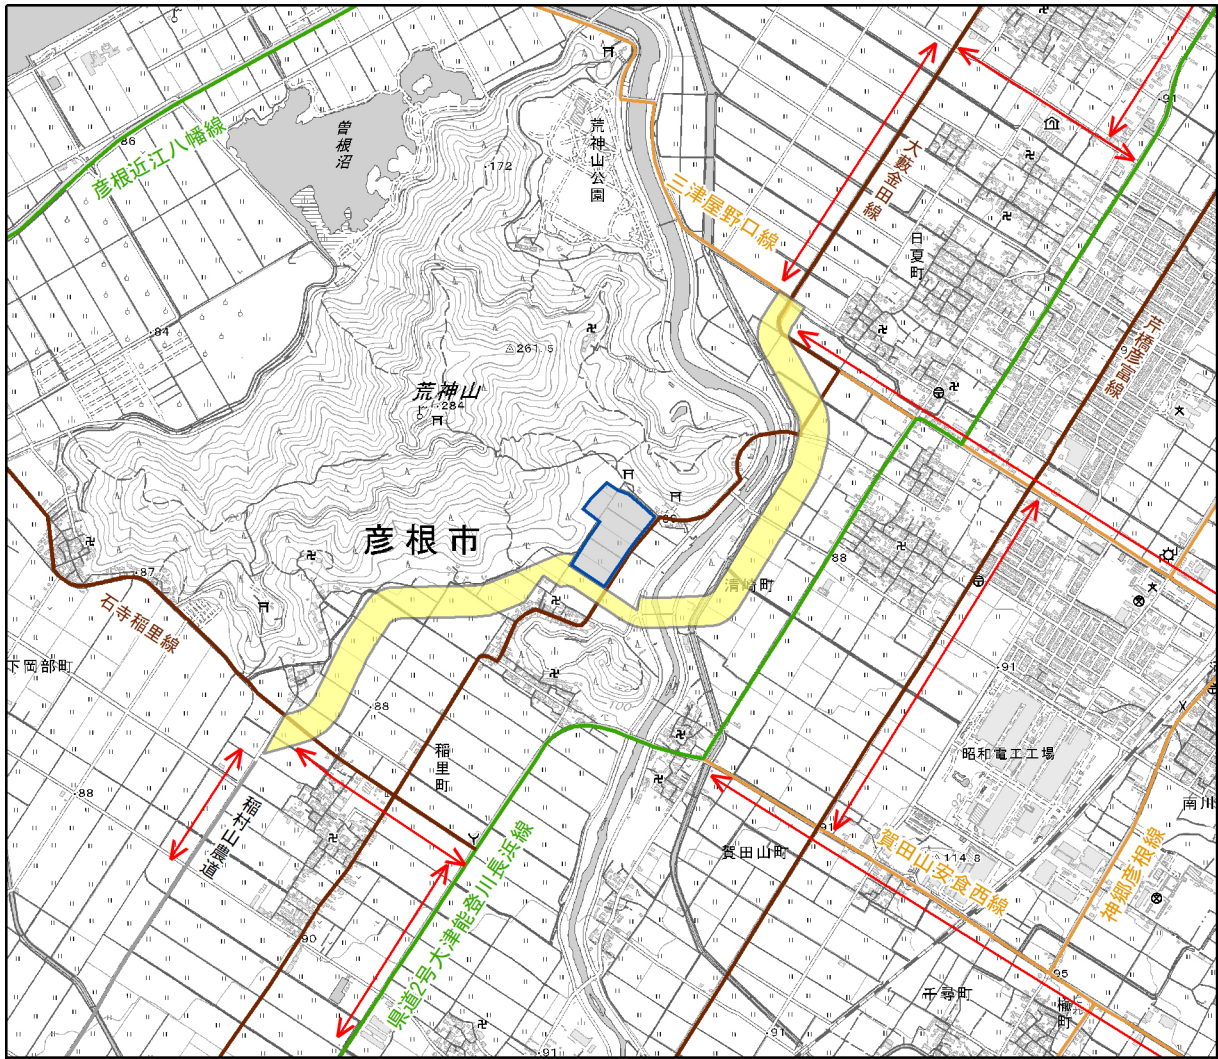 彦根近江八幡線
86
曽根沼
・172
荒神山公園
三津屋野口線
大藪金田線
日夏町
・91
芹橋彦富線
・84
△261.5
荒神山
・284
彦根市
86
・88
清崎町
・87
石寺稲里線
下岡部町
・88
稲里町
・88
稲村山農道
・91
昭和電工工場
南川
賀田山町
91
賀田山安食西線
114.8
神郷彦根線
県道2号大津能登川長浜線
90
95
千尋町
・91
・91